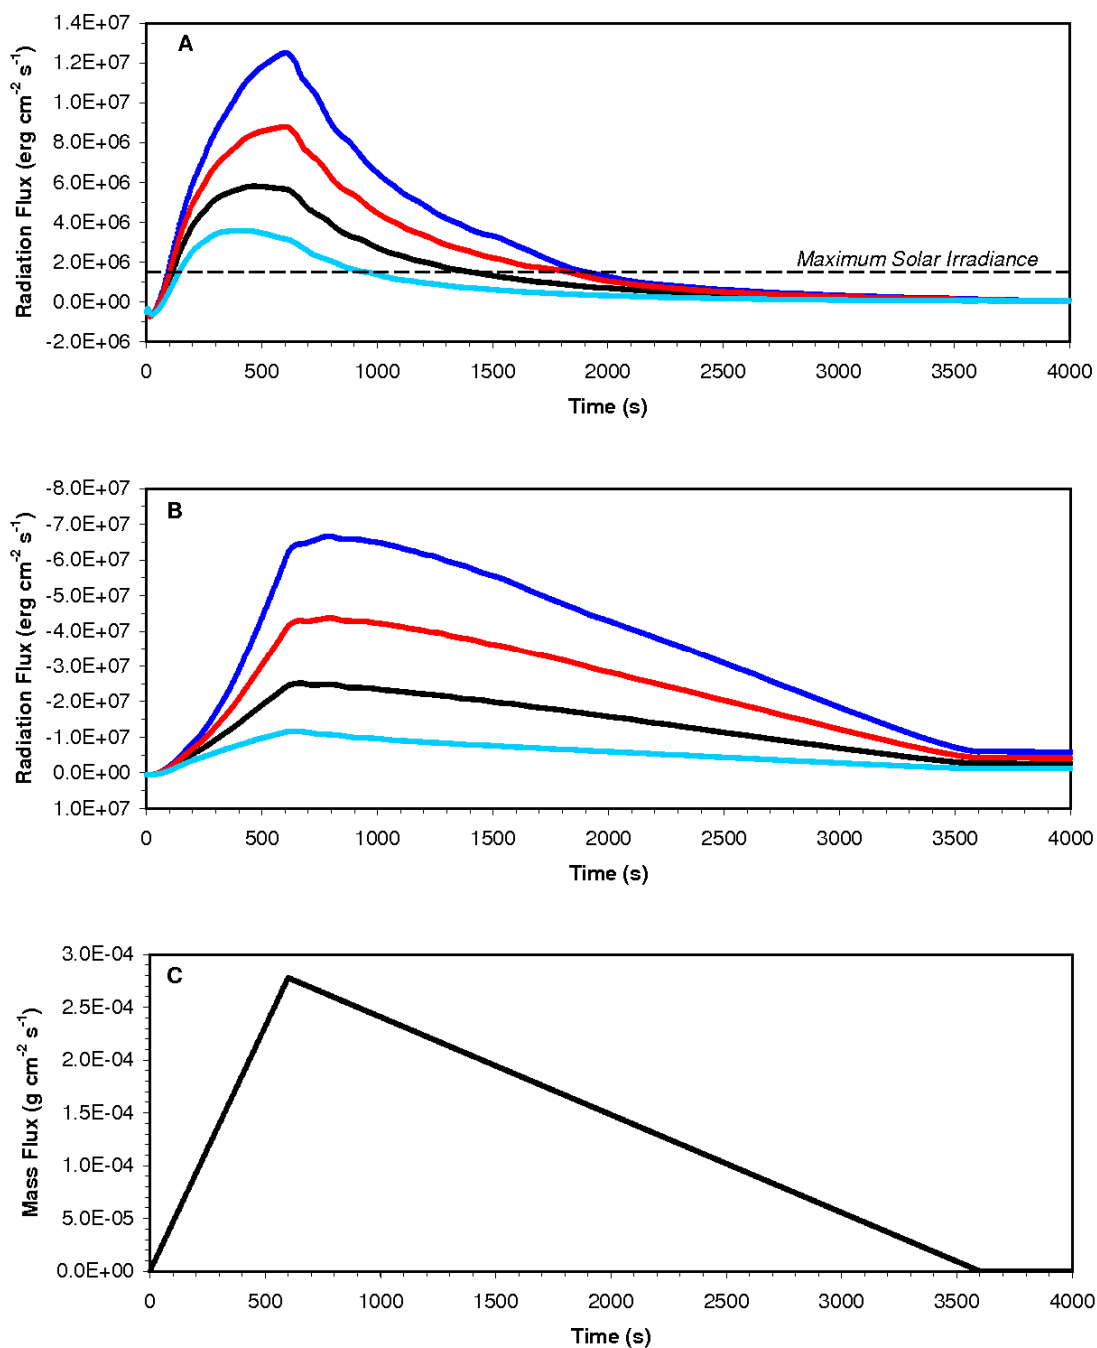 A
1.4E+07
1.2E+07
1.0E+07
8.0E+06
6.0E+06
4.0E+06
2.0E+06
0.0E+00
-2.0E+06
Radiation Flux (erg cm⁻² s⁻¹)
Maximum Solar Irradiance
0 500 1000 1500 2000 2500 3000 3500 4000
Time (s)
B
-8.0E+07
-7.0E+07
-6.0E+07
-5.0E+07
-4.0E+07
-3.0E+07
-2.0E+07
-1.0E+07
0.0E+00
1.0E+07
Radiation Flux (erg cm⁻² s⁻¹)
0 500 1000 1500 2000 2500 3000 3500 4000
Time (s)
C
3.0E-04
2.5E-04
2.0E-04
1.5E-04
1.0E-04
5.0E-05
0.0E+00
Mass Flux (g cm⁻² s⁻¹)
0 500 1000 1500 2000 2500 3000 3500 4000
Time (s)